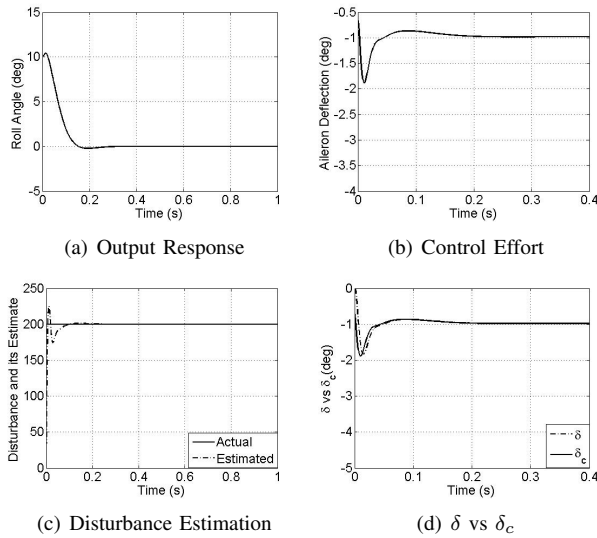 15
10
5
0
-5
Roll Angle (deg)
0 0.2 0.4 0.6 0.8 1
Time (s)
(a) Output Response
-0.5
-1
-1.5
-2
-2.5
-3
-3.5
-4
Aileron Deflection (deg)
0 0.1 0.2 0.3 0.4
Time (s)
(b) Control Effort
250
200
150
100
50
0
Disturbance and its Estimate
0 0.2 0.4 0.6 0.8 1
Time (s)
Actual
Estimated
(c) Disturbance Estimation
0
-1
-2
-3
-4
-5
δ vs δc(deg)
0 0.1 0.2 0.3 0.4
Time (s)
δ
δc
(d) δ vs δc